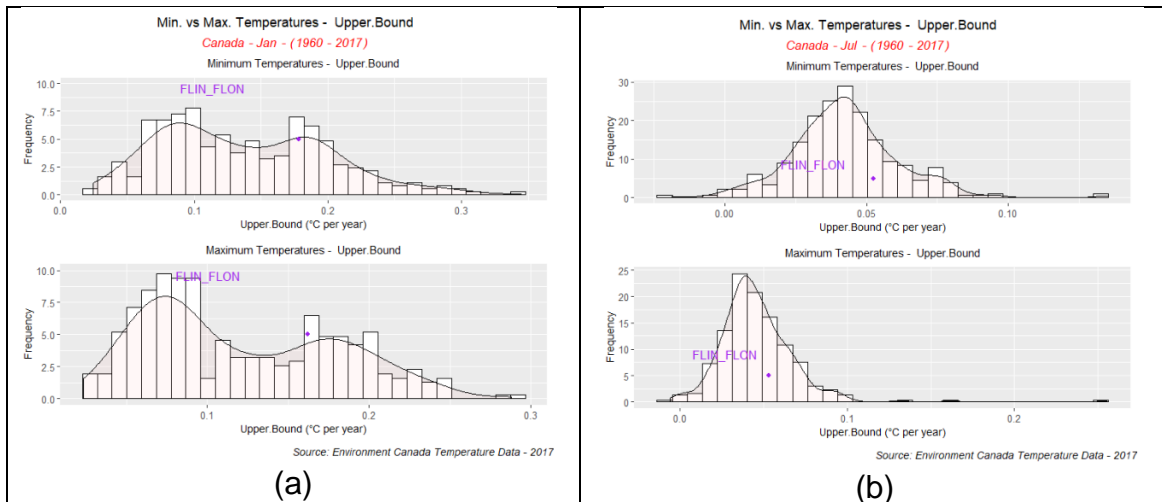 Min. vs Max. Temperatures -  Upper.Bound
Canada - Jan - (1960 - 2017)
Minimum Temperatures -  Upper.Bound
FLIN_FLON
Frequency
10.0
7.5
5.0
2.5
0.0
0.0 0.1 0.2 0.3
Upper.Bound (°C per year)
Maximum Temperatures -  Upper.Bound
FLIN_FLON
Frequency
10.0
7.5
5.0
2.5
0.0
0.1 0.2 0.3
Upper.Bound (°C per year)
Source: Environment Canada Temperature Data - 2017
(a)
Min. vs Max. Temperatures -  Upper.Bound
Canada - Jul - (1960 - 2017)
Minimum Temperatures -  Upper.Bound
FLIN_FLON
Frequency
30
20
10
0
0.00 0.05 0.10
Upper.Bound (°C per year)
Maximum Temperatures -  Upper.Bound
FLIN_FLON
Frequency
25
20
15
10
5
0
0.0 0.1 0.2
Upper.Bound (°C per year)
Source: Environment Canada Temperature Data - 2017
(b)